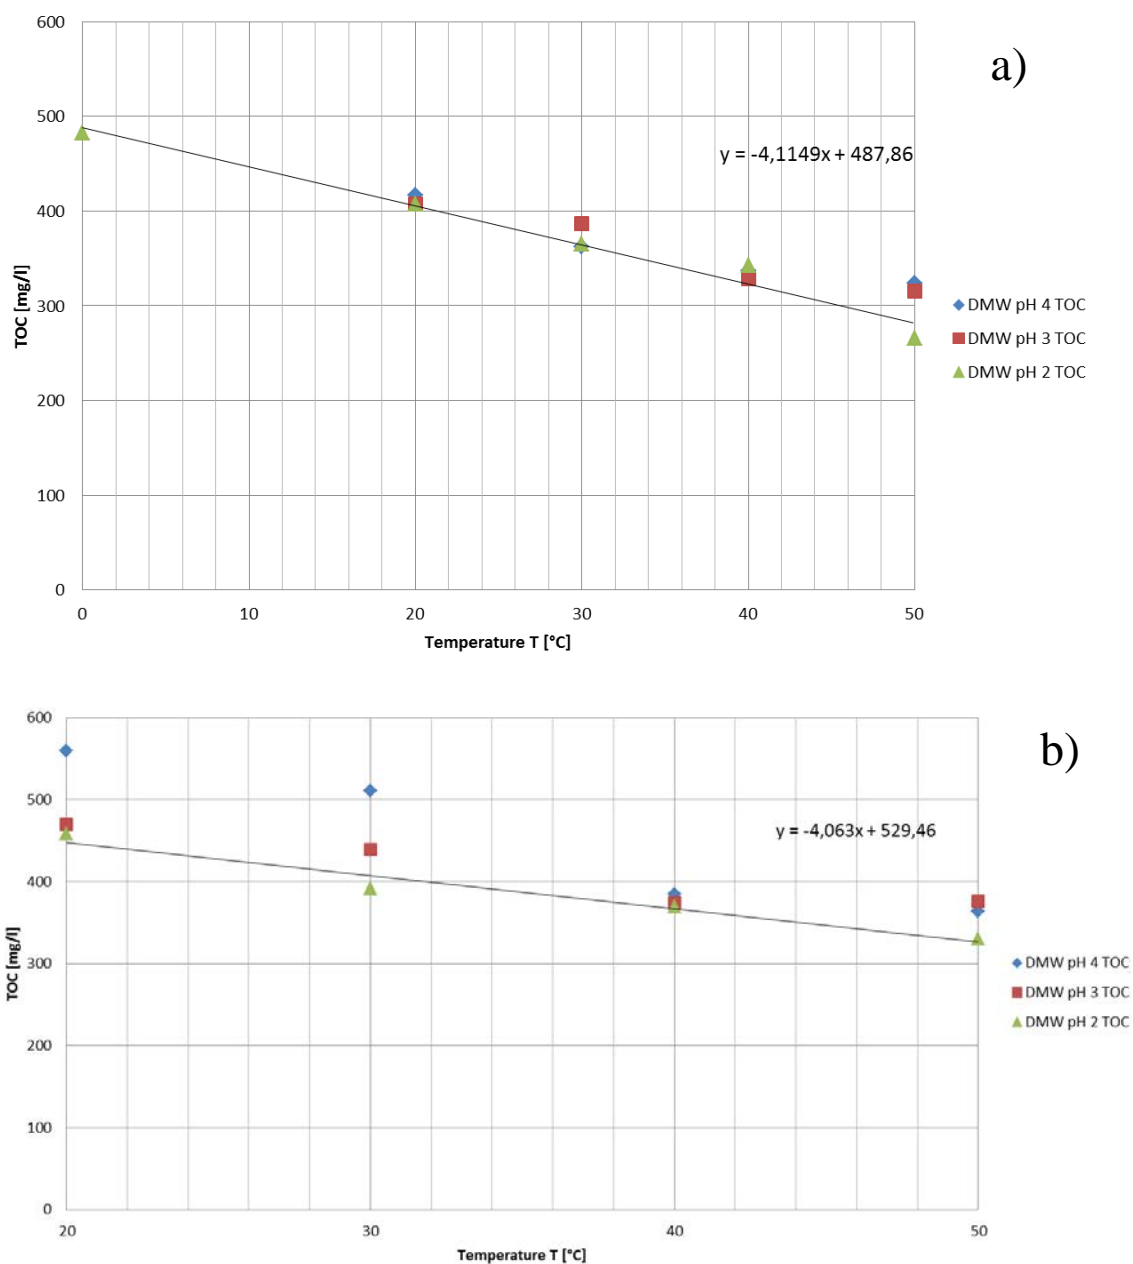 a)
600
500
400
300
200
100
0
TOC [mg/l]
y = -4,1149x + 487,86
DMW pH 4 TOC
DMW pH 3 TOC
DMW pH 2 TOC
0 10 20 30 40 50
Temperature T [°C]
b)
600
500
400
300
200
100
0
TOC [mg/l]
y = -4,063x + 529,46
DMW pH 4 TOC
DMW pH 3 TOC
DMW pH 2 TOC
20 30 40 50
Temperature T [°C]